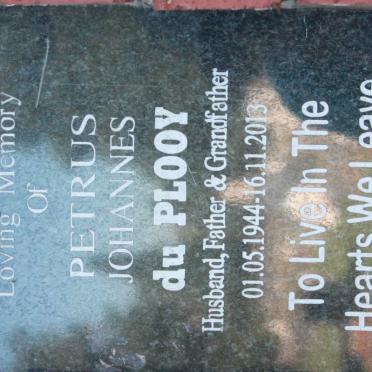 Loving Memory
Of
PETRUS
JOHANNES
du PLOOY
Husband, Father & Grandfather
01.05.1944-16.11.2013
To Live In The
Hearts We Leave